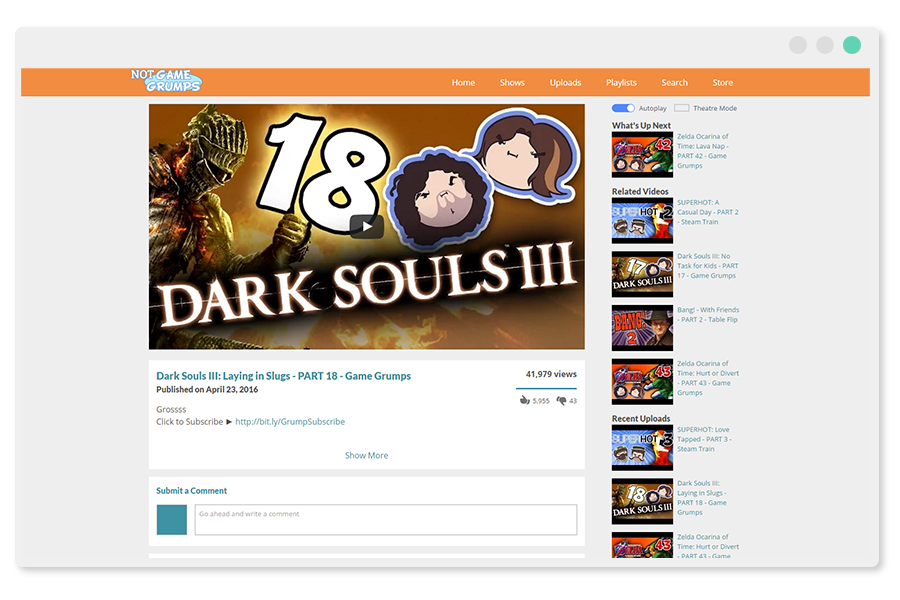 NOT GAME
GRUMPS
Home Shows Uploads Playlists Search Store
18
DARK SOULS III
Autoplay Theatre Mode
What's Up Next
42
Zelda Ocarina of
Time: Lava Nap -
PART 42 - Game
Grumps
Related Videos
SUPERHOT 2
SUPERHOT: A
Casual Day - PART 2
- Steam Train
17
DARK SOULS III
Dark Souls III: No
Task for Kids - PART
17 - Game Grumps
BANG!
2
Bang! - With Friends
- PART 2 - Table Flip
43
Zelda Ocarina of
Time: Hurt or Divert
- PART 43 - Game
Grumps
Recent Uploads
SUPERHOT 3
SUPERHOT: Love
Tapped - PART 3 -
Steam Train
18
DARK SOULS III
Dark Souls III:
Laying in Slugs -
PART 18 - Game
Grumps
43
Zelda Ocarina of
Time: Hurt or Divert
- PART 43 - Game
Dark Souls III: Laying in Slugs - PART 18 - Game Grumps
41,979 views
Published on April 23, 2016
5,955 43
Grossss
Click to Subscribe ► http://bit.ly/GrumpSubscribe
Show More
Submit a Comment
Go ahead and write a comment